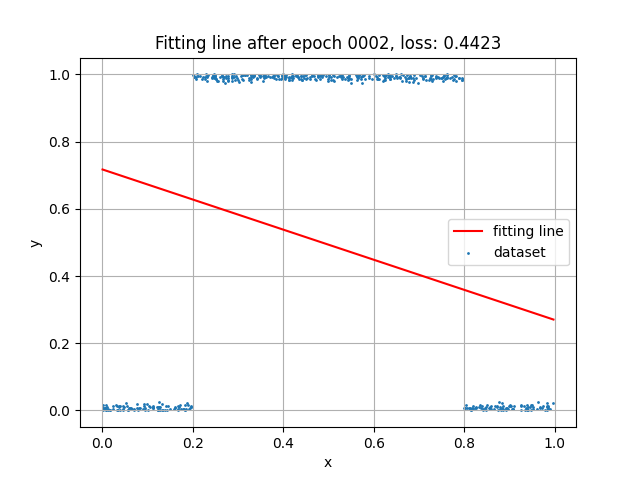 Fitting line after epoch 0002, loss: 0.4423
1.0
0.8
0.6
0.4
0.2
0.0
y
fitting line
dataset
0.0 0.2 0.4 0.6 0.8 1.0
x